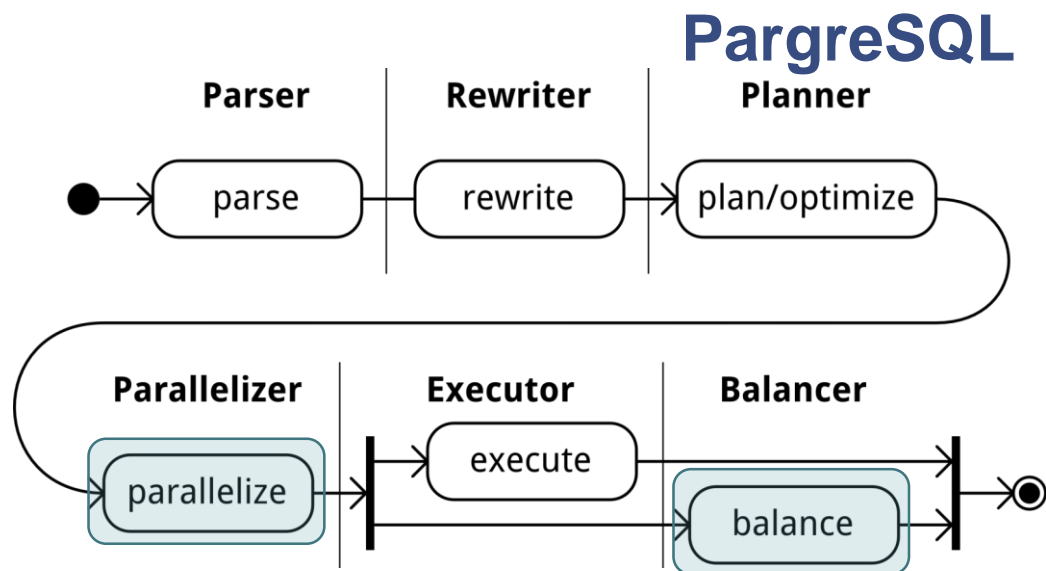 PargreSQL
Parser Rewriter Planner
parse rewrite plan/optimize
Parallelizer Executor Balancer
execute
parallelize
balance